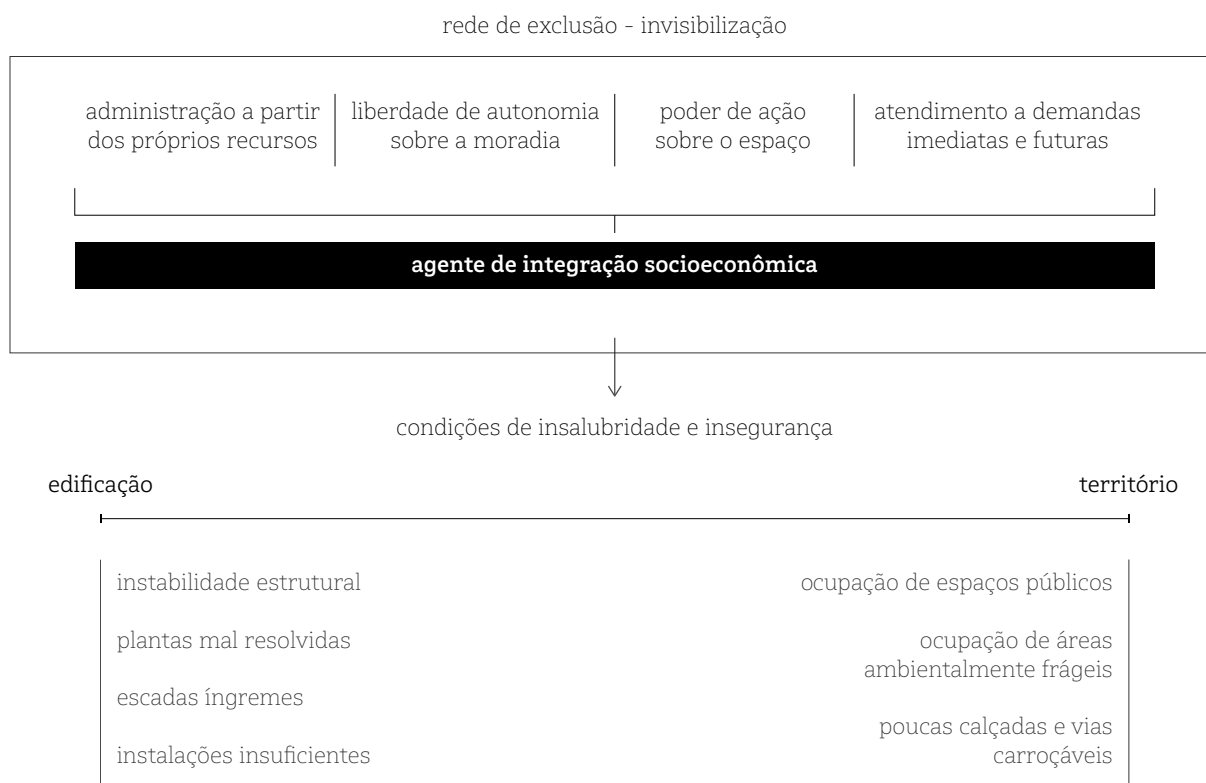 rede de exclusão - invisibilização
administração a partir
dos próprios recursos
liberdade de autonomia
sobre a moradia
poder de ação
sobre o espaço
atendimento a demandas
imediatas e futuras
agente de integração socioeconômica
condições de insalubridade e insegurança
edificação
território
instabilidade estrutural
plantas mal resolvidas
escadas íngremes
instalações insuficientes
ocupação de espaços públicos
ocupação de áreas
ambientalmente frágeis
poucas calçadas e vias
carroçáveis